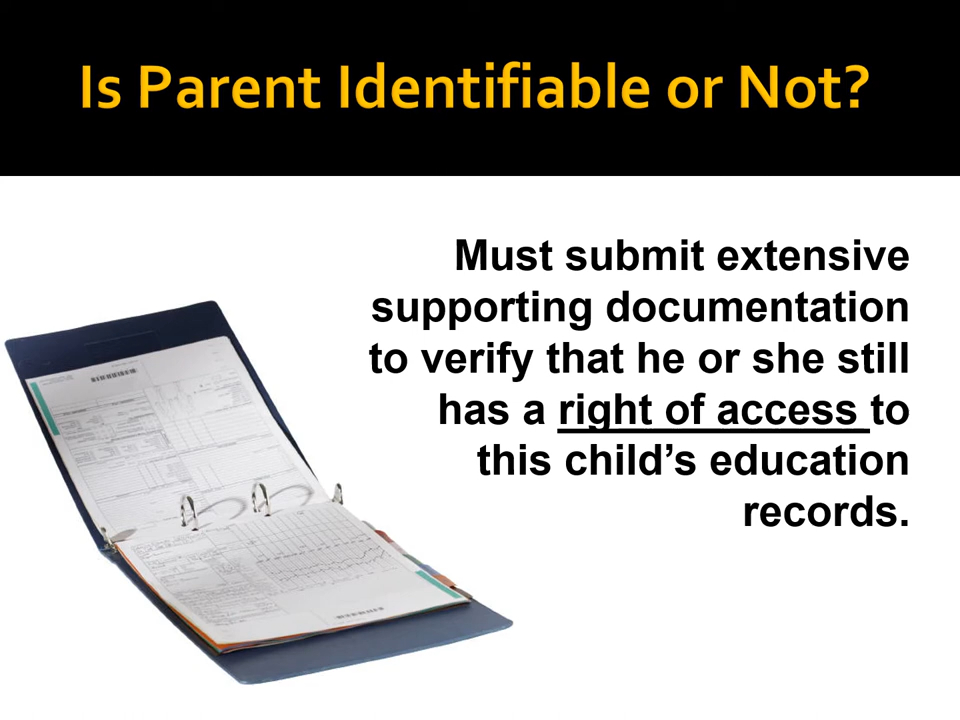 Is Parent Identifiable or Not?
Must submit extensive
supporting documentation
to verify that he or she still
has a right of access to
this child's education
records.